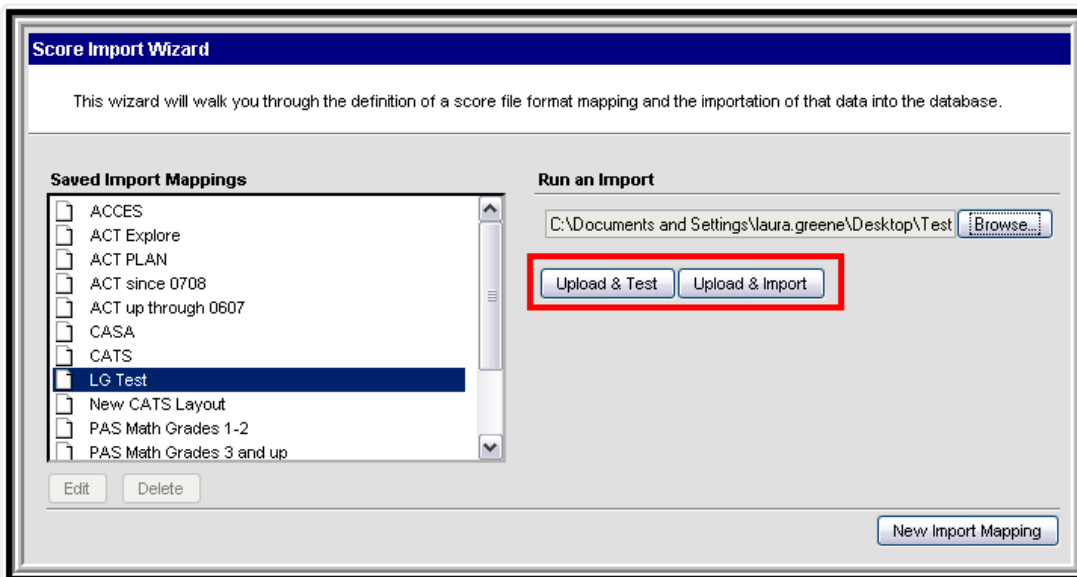 Score Import Wizard
This wizard will walk you through the definition of a score file format mapping and the importation of that data into the database.
Saved Import Mappings
ACCES
ACT Explore
ACT PLAN
ACT since 0708
ACT up through 0607
CASA
CATS
LG Test
New CATS Layout
PAS Math Grades 1-2
PAS Math Grades 3 and up
Edit Delete
Run an Import
C:\Documents and Settings\laura.greene\Desktop\Test Browse...
Upload & Test Upload & Import
New Import Mapping